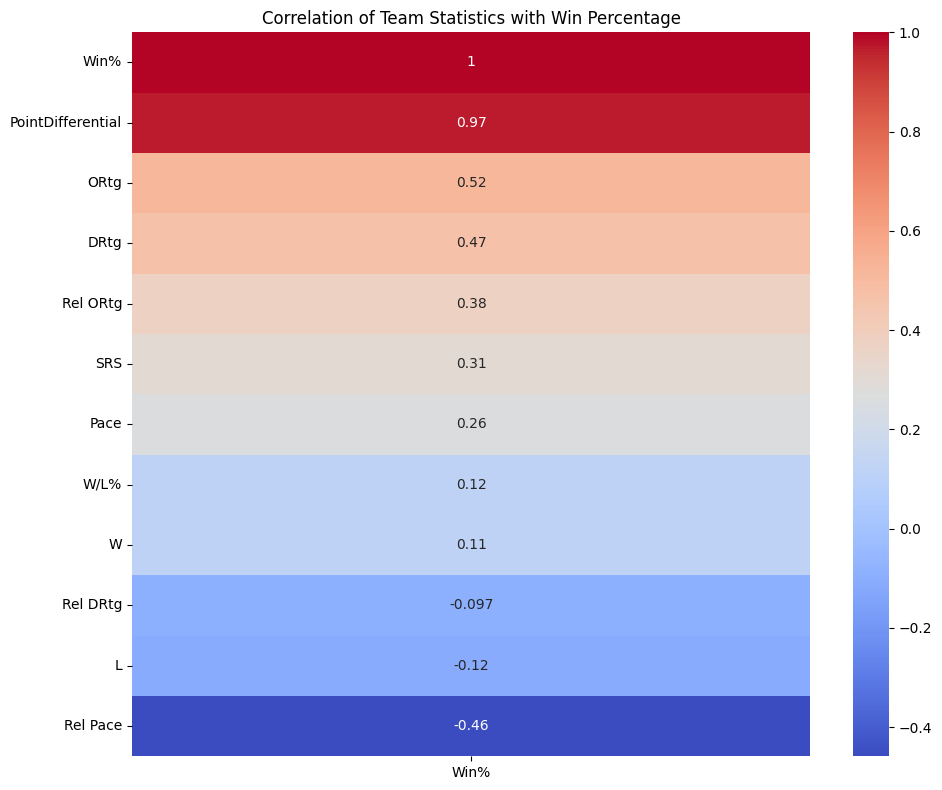 Correlation of Team Statistics with Win Percentage
Win% 1
PointDifferential 0.97
ORtg 0.52
DRtg 0.47
Rel ORtg 0.38
SRS 0.31
Pace 0.26
W/L% 0.12
W 0.11
Rel DRtg -0.097
L -0.12
Rel Pace -0.46
Win%
1.0
0.8
0.6
0.4
0.2
0.0
−0.2
−0.4